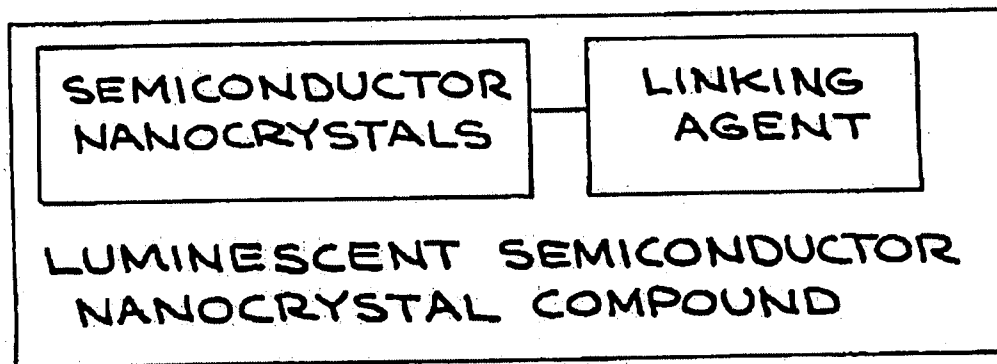 SEMICONDUCTOR
NANOCRYSTALS
LINKING
AGENT
LUMINESCENT SEMICONDUCTOR
NANOCRYSTAL COMPOUND